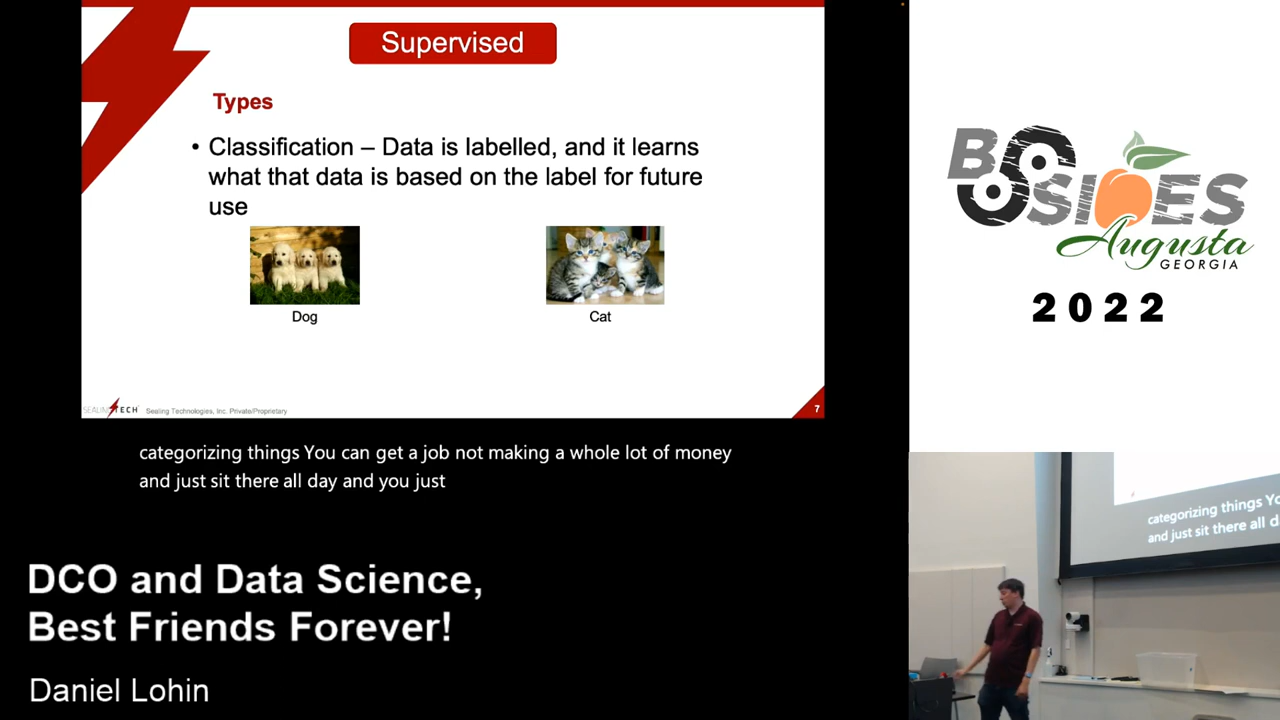 Supervised
Types
• Classification – Data is labelled, and it learns
what that data is based on the label for future
use
Dog
Cat
SEALINGTECH
Sealing Technologies, Inc. Private/Proprietary
7
categorizing things You can get a job not making a whole lot of money
and just sit there all day and you just
DCO and Data Science,
Best Friends Forever!
Daniel Lohin
BSIDES
Augusta
GEORGIA
2022
categorizing things Yo
and just sit there all d